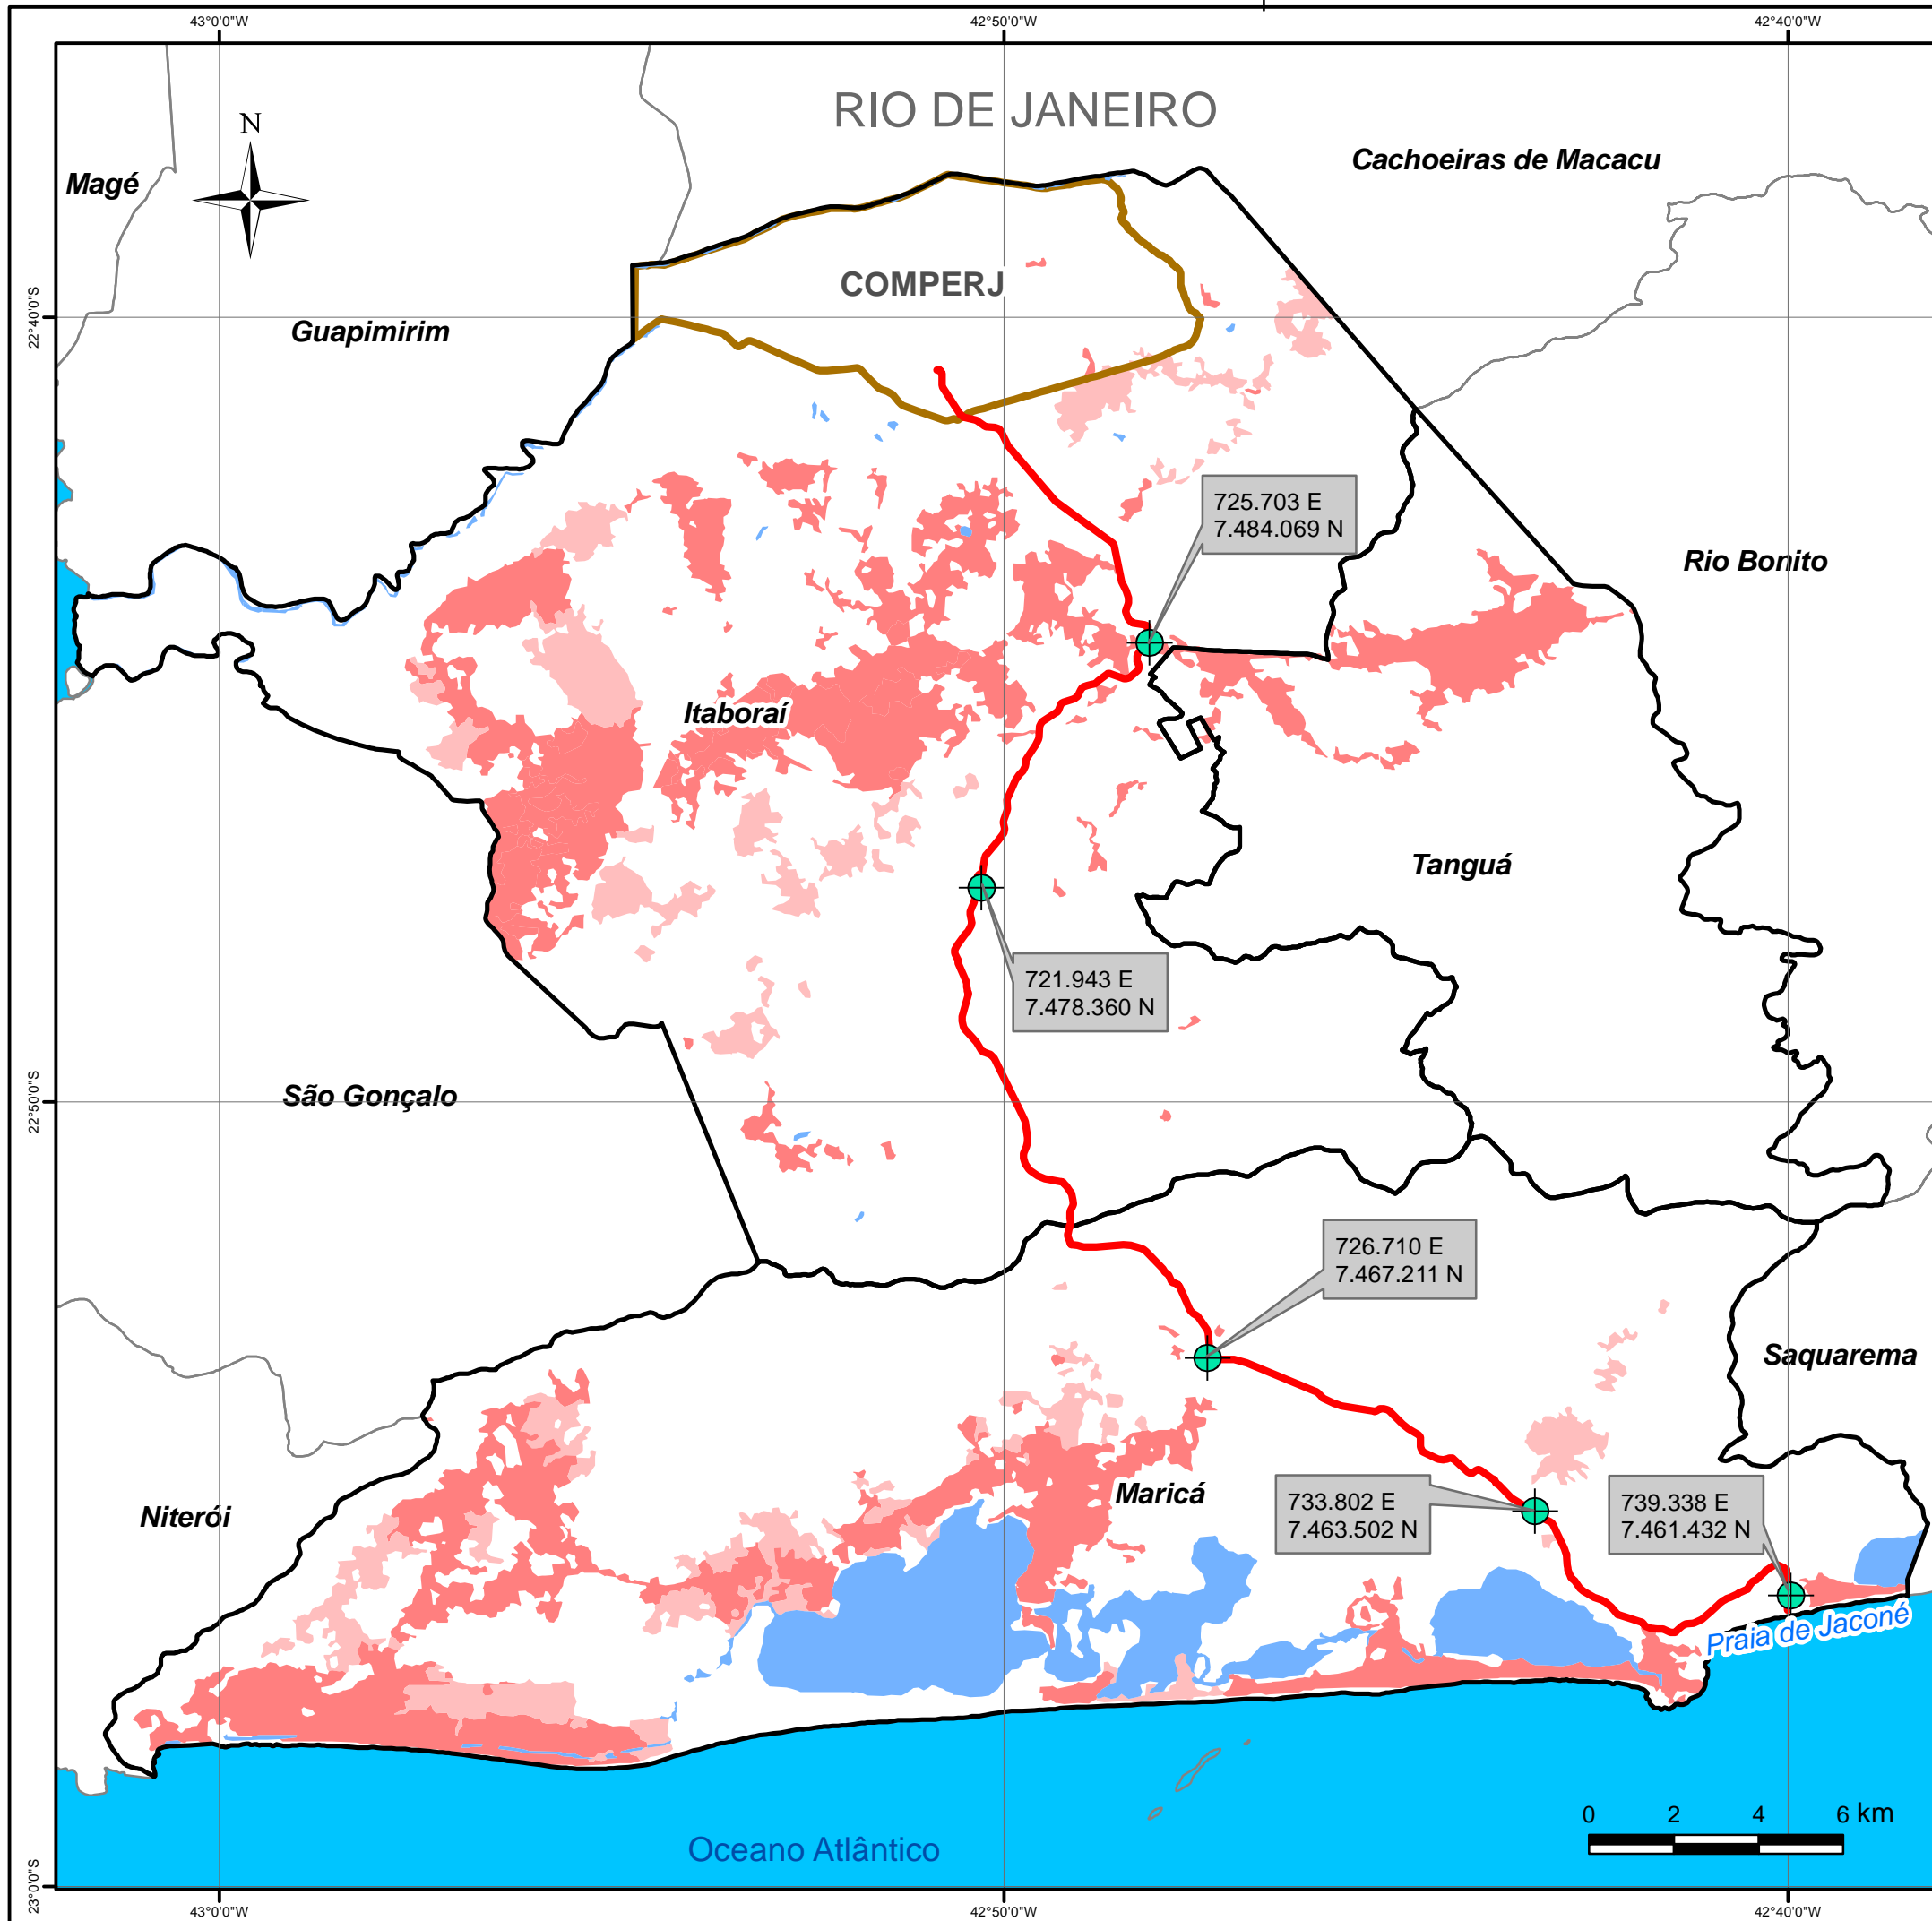 43°0'0"W
42°50'0"W
42°40'0"W
RIO DE JANEIRO
N
Cachoeiras de Macacu
Magé
COMPERJ
22°40'0"S
Guapimirim
725.703 E
7.484.069 N
Rio Bonito
Itaboraí
Tanguá
721.943 E
7.478.360 N
22°50'0"S
São Gonçalo
726.710 E
7.467.211 N
Saquarema
Maricá
Niterói
733.802 E
7.463.502 N
739.338 E
7.461.432 N
Praia de Jaconé
0 2 4 6 km
Oceano Atlântico
23°0'0"S
43°0'0"W
42°50'0"W
42°40'0"W